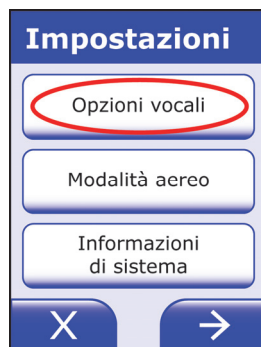 Impostazioni
Opzioni vocali
Modalità aereo
Informazioni
di sistema
X
→